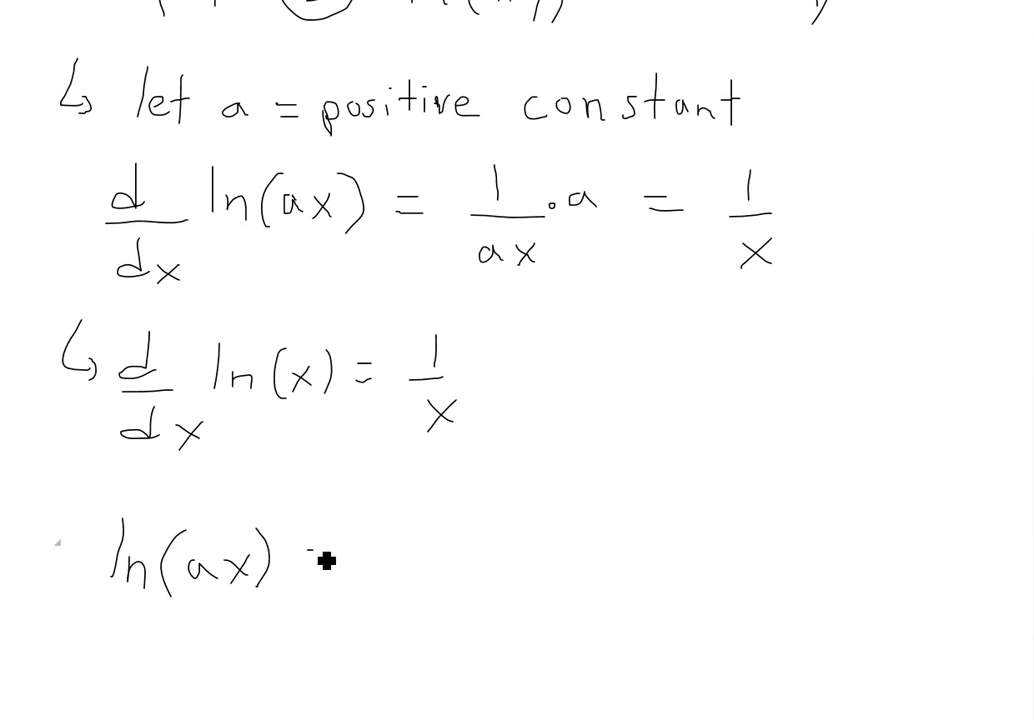 ↳ let a = positive constant
d/dx ln(ax) = 1/ax · a = 1/x
↳ d/dx ln(x) = 1/x
ln(ax)